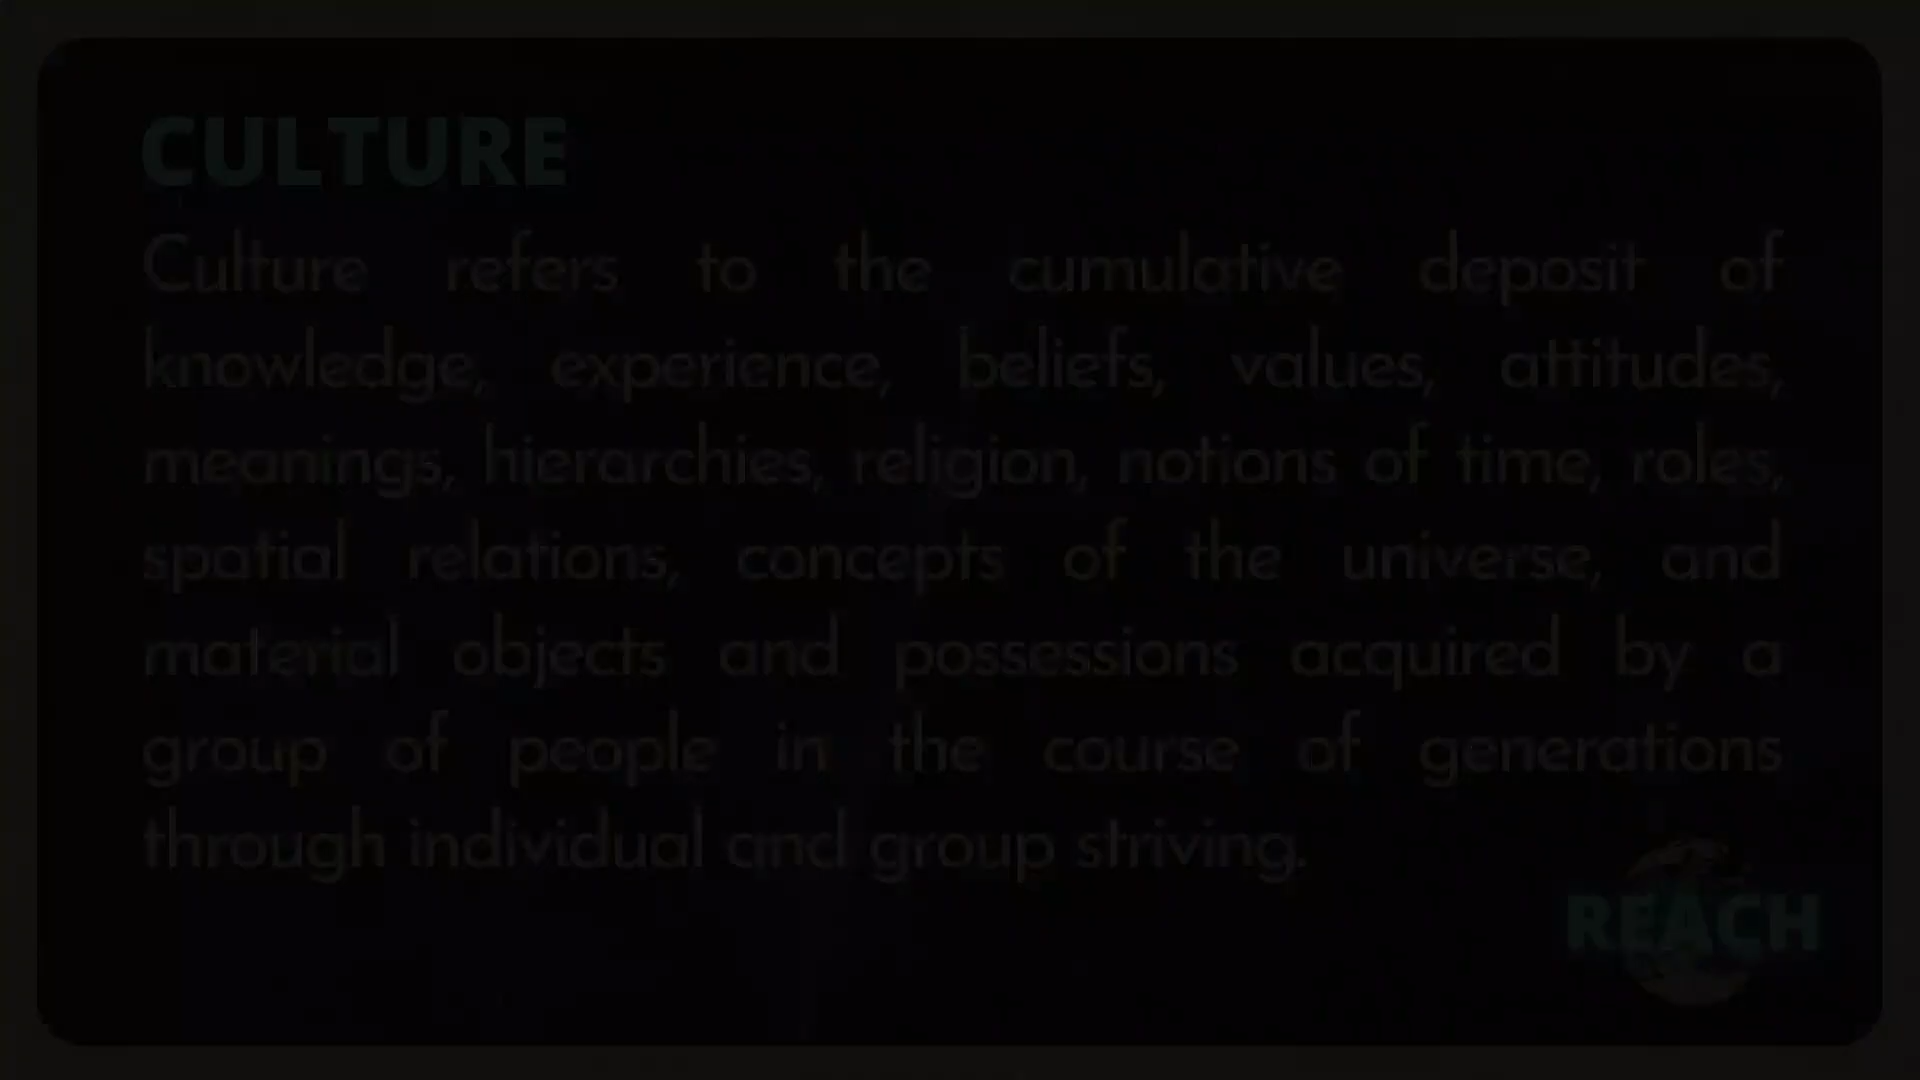 CULTURE
Culture refers to the cumulative deposit of
knowledge, experience, beliefs, values, attitudes,
meanings, hierarchies, religion, notions of time, roles,
spatial relations, concepts of the universe, and
material objects and possessions acquired by a
group of people in the course of generations
through individual and group striving.
REACH